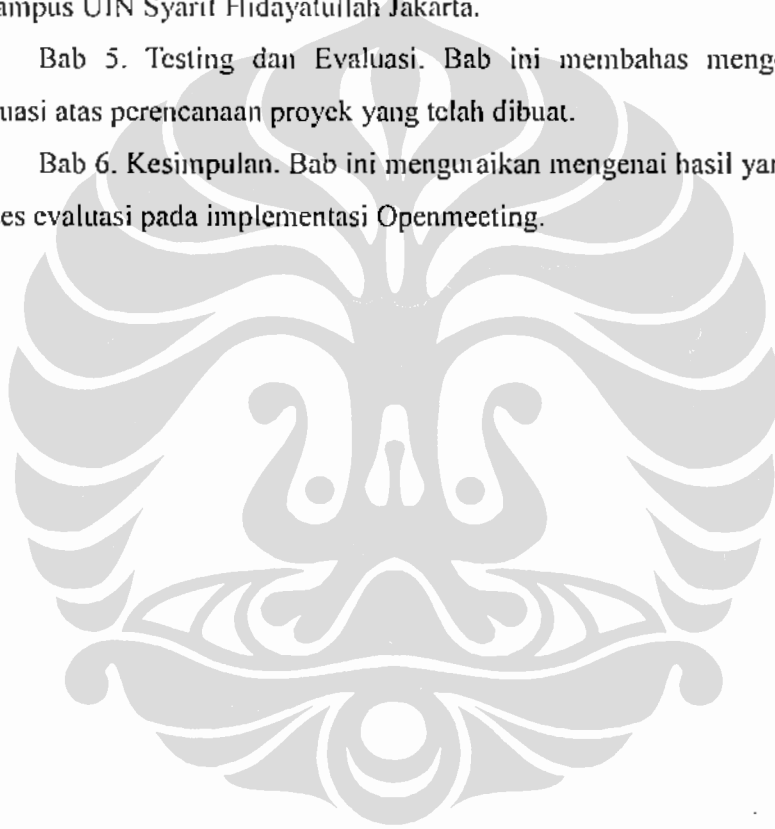 ampus UIN Syarif Hidayatullah Jakarta.
Bab 5. Testing dan Evaluasi. Bab ini membahas meng
uasi atas perencanaan proyek yang telah dibuat.
Bab 6. Kesimpulan. Bab ini menguraikan mengenai hasil yan
es evaluasi pada implementasi Openmeeting.